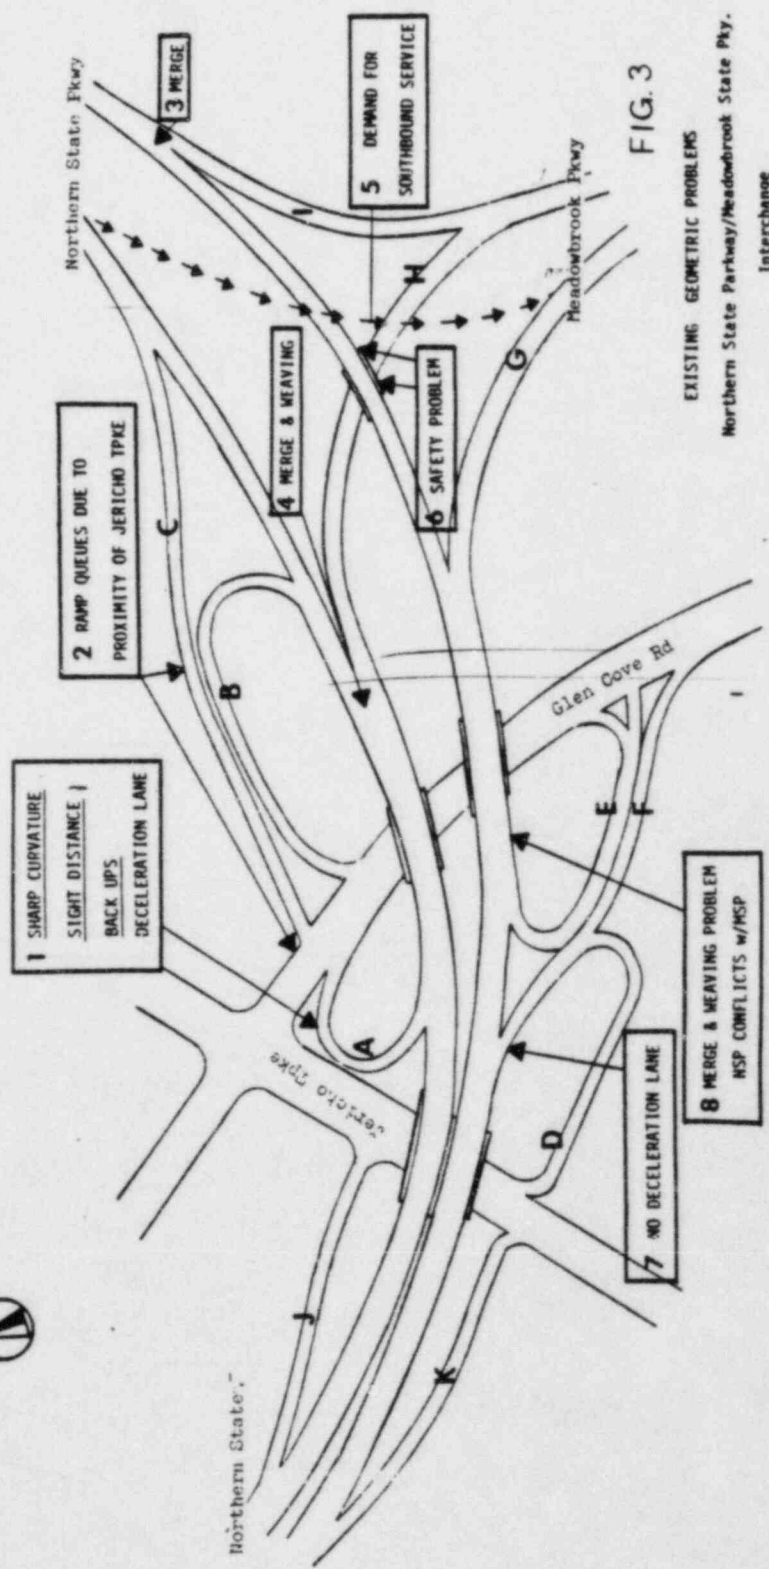 Northern State Pkwy
3 MERGE
5 DEMAND FOR
SOUTHBOUND SERVICE
2 RAMP QUEUES DUE TO
PROXIMITY OF JERICHO TPKE
4 MERGE & WEAVING
6 SAFETY PROBLEM
1 SHARP CURVATURE
SIGHT DISTANCE
BACK UPS
DECELERATION LANE
C
B
I
H
G
Meadowbrook Pkwy
Glen Cove Rd
A
Jericho Tpke
E
F
D
J
K
Northern State
7 NO DECELERATION LANE
8 MERGE & WEAVING PROBLEM
NSP CONFLICTS w/MSP
FIG. 3
EXISTING GEOMETRIC PROBLEMS
Northern State Parkway/Meadowbrook State Pky.
Interchange